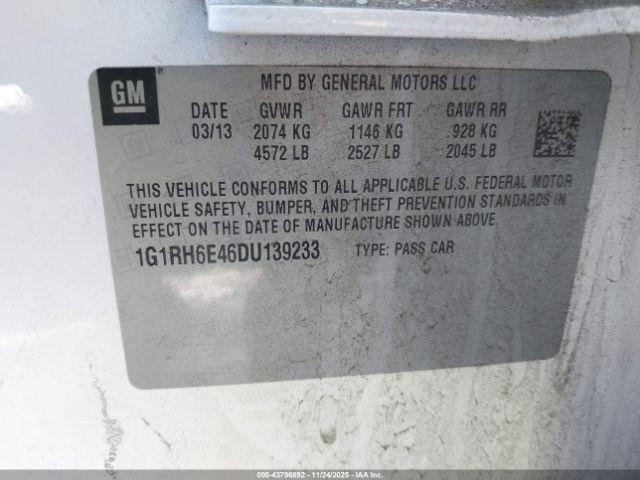 GM
MFD BY GENERAL MOTORS LLC
DATE GVWR GAWR FRT GAWR RR
03/13 2074 KG 1146 KG 928 KG
4572 LB 2527 LB 2045 LB
THIS VEHICLE CONFORMS TO ALL APPLICABLE U.S. FEDERAL MOTOR
VEHICLE SAFETY, BUMPER, AND THEFT PREVENTION STANDARDS IN
EFFECT ON THE DATE OF MANUFACTURE SHOWN ABOVE.
1G1RH6E46DU139233 TYPE: PASS CAR
000-43796892 - 11/24/2025 - COPART